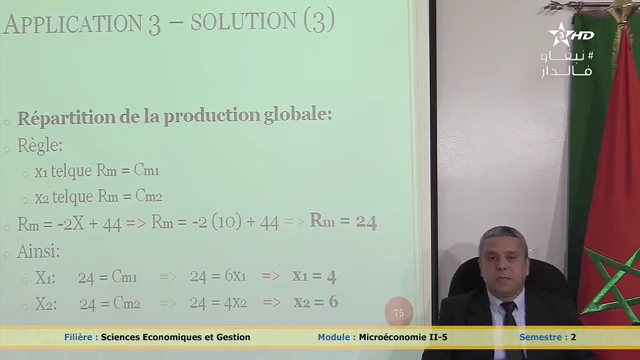 APPLICATION 3 – SOLUTION (3)
Répartition de la production globale:
Règle:
x1 telque Rm = Cm1
x2 telque Rm = Cm2
Rm = -2X + 44 => Rm = -2 (10) + 44 => Rm = 24
Ainsi:
X1: 24 = Cm1 => 24 = 6x1 => x1 = 4
X2: 24 = Cm2 => 24 = 4x2 => x2 = 6
75
HD
#نبقاو
فالدار
Filière : Sciences Economiques et Gestion Module : Microéconomie II-5 Semestre : 2